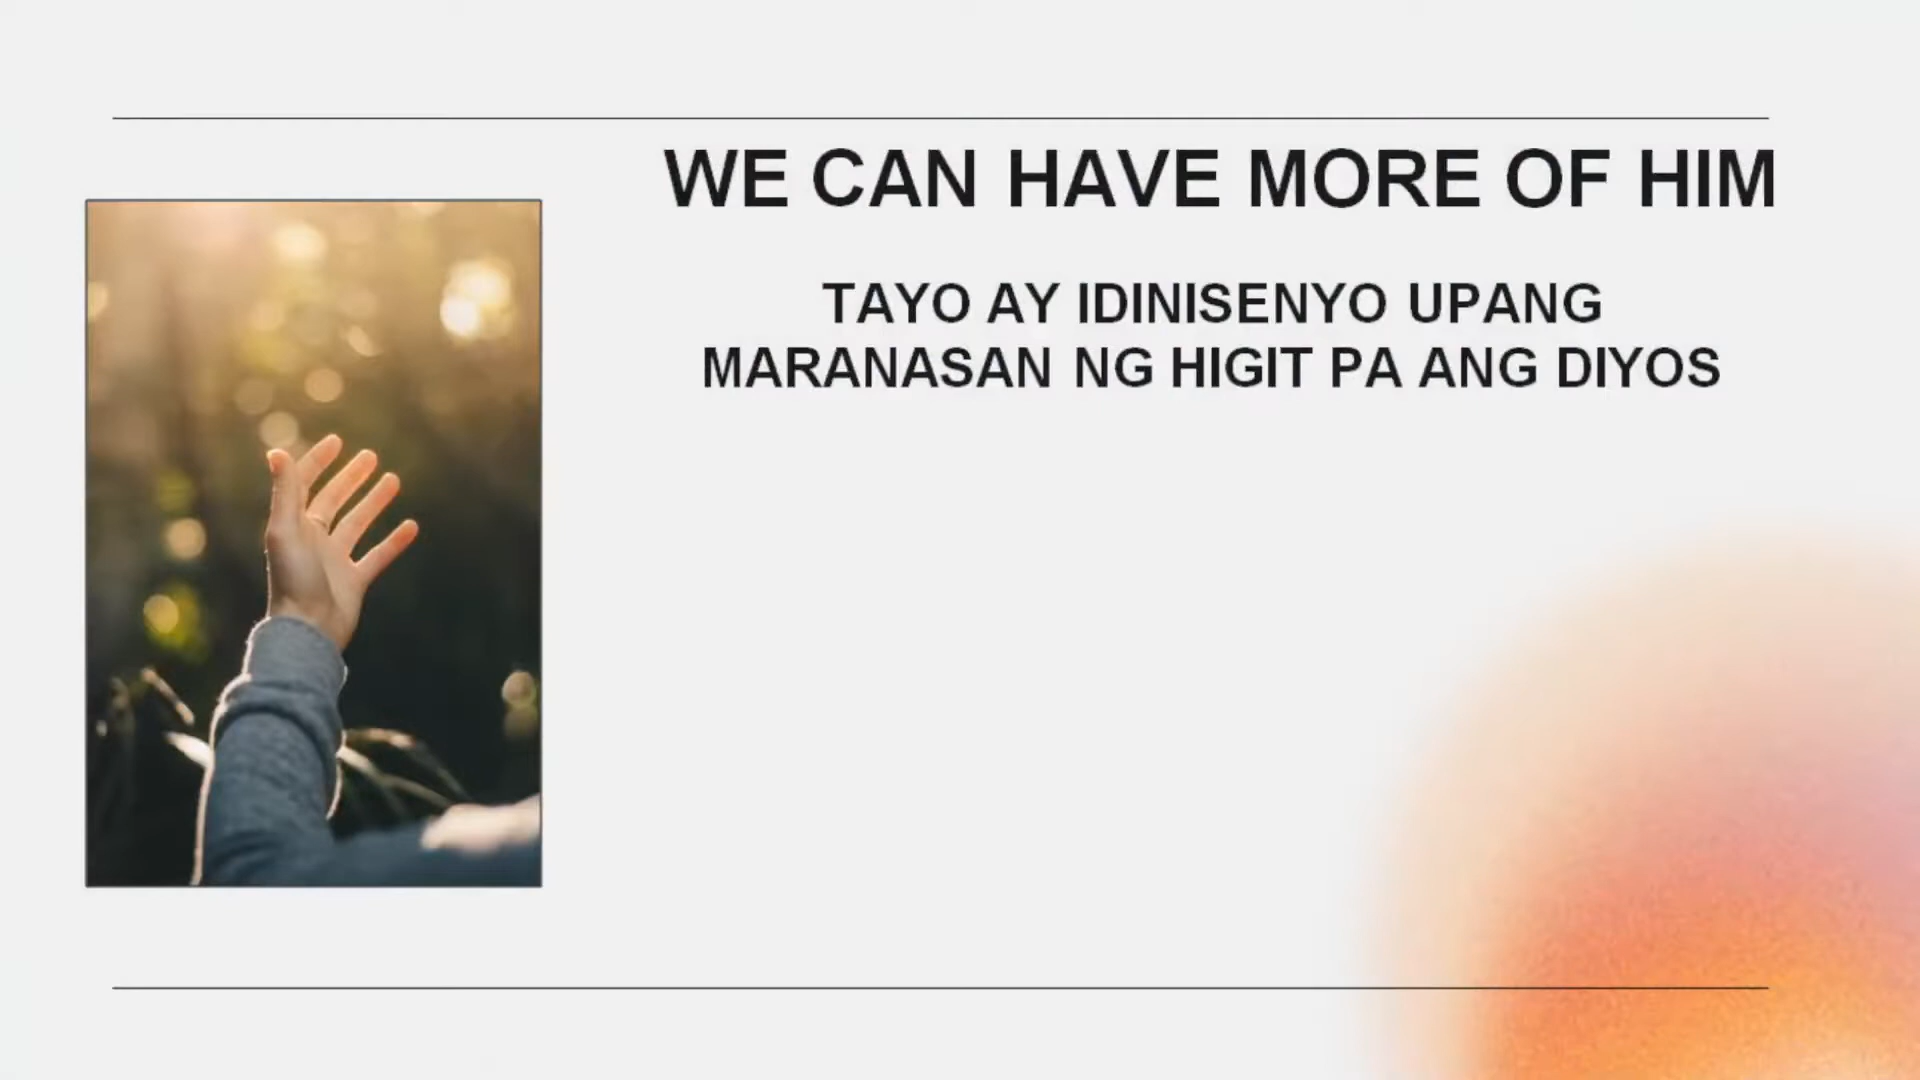 WE CAN HAVE MORE OF HIM
TAYO AY IDINISENYO UPANG
MARANASAN NG HIGIT PA ANG DIYOS